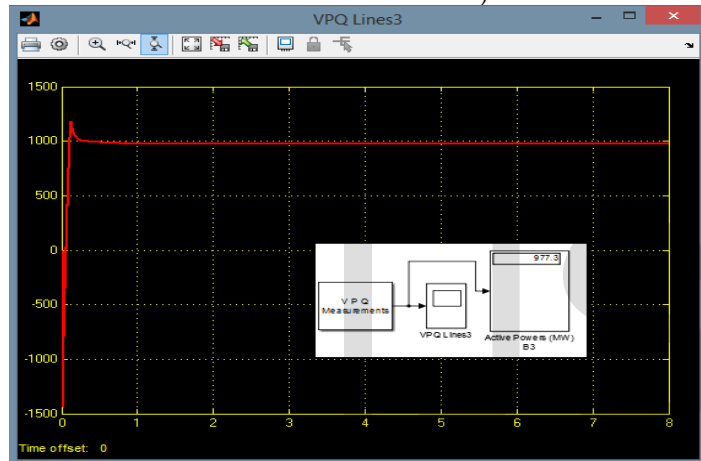 VPQ Lines3
1500
1000
500
0
-500
-1000
-1500
0 1 2 3 4 5 6 7 8
Time offset: 0
977.3
V P Q
Measurements
VPQ Lines3
Active Powers (MW)
B3